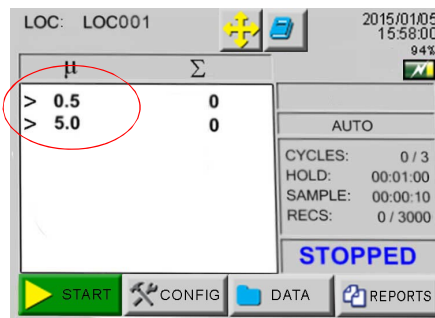 LOC: LOC001
2015/01/05
15:58:00
94%
μ Σ
> 0.5 0
> 5.0 0
AUTO
CYCLES: 0 / 3
HOLD: 00:01:00
SAMPLE: 00:00:10
RECS: 0 / 3000
STOPPED
START CONFIG DATA REPORTS